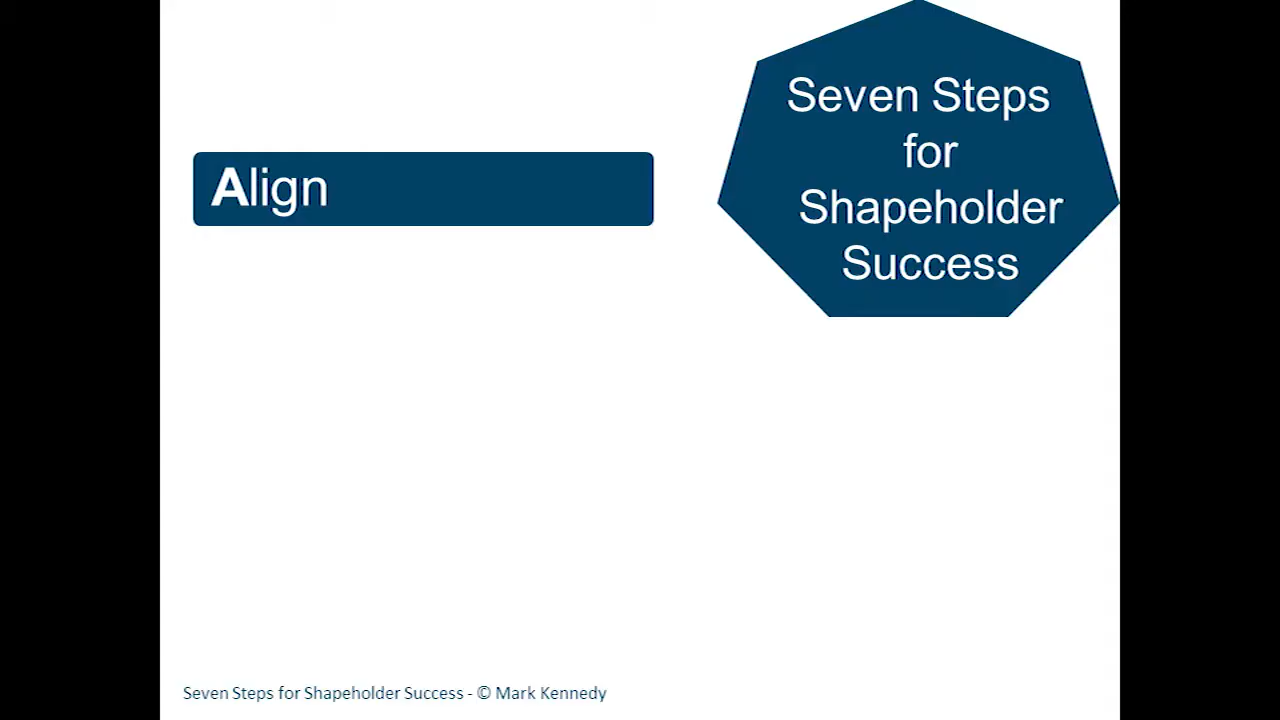 Seven Steps
for
Shapeholder
Success
Align
Seven Steps for Shapeholder Success - © Mark Kennedy